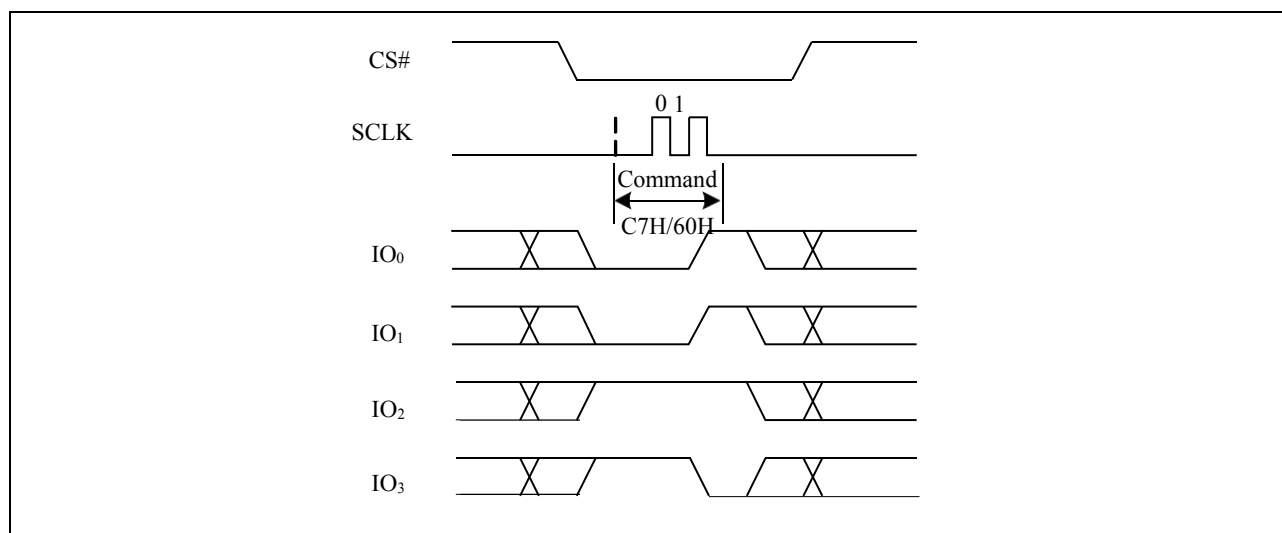 CS#
0 1
SCLK
Command
C7H/60H
IO₀
IO₁
IO₂
IO₃